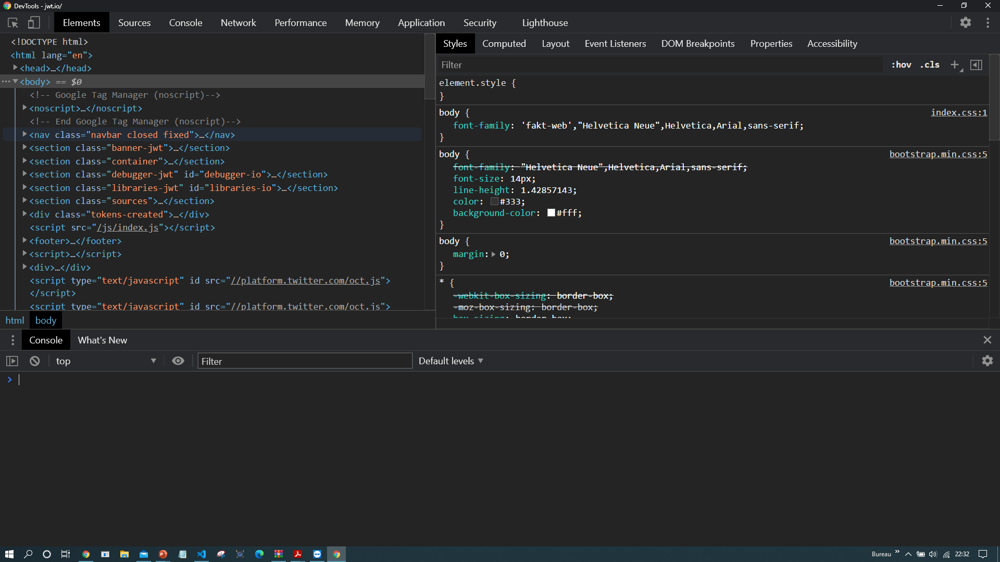 DevTools - jwt.io/
Elements Sources Console Network Performance Memory Application Security Lighthouse
<!DOCTYPE html>
<html lang="en">
<head>…</head>
<body> == $0
<!-- Google Tag Manager (noscript)-->
<noscript>…</noscript>
<!-- End Google Tag Manager (noscript)-->
<nav class="navbar closed fixed">…</nav>
<section class="banner-jwt">…</section>
<section class="container">…</section>
<section class="debugger-jwt" id="debugger-io">…</section>
<section class="libraries-jwt" id="libraries-io">…</section>
<section class="sources">…</section>
<div class="tokens-created">…</div>
<script src="/js/index.js"></script>
<footer>…</footer>
<script>…</script>
<div>…</div>
<script type="text/javascript" id src="//platform.twitter.com/oct.js">
</script>
<script type="text/javascript" id src="//platform.twitter.com/oct.js">
html body
Styles Computed Layout Event Listeners DOM Breakpoints Properties Accessibility
Filter :hov .cls
element.style {
}
body { index.css:1
font-family: 'fakt-web',"Helvetica Neue",Helvetica,Arial,sans-serif;
}
body { bootstrap.min.css:5
font-family: "Helvetica Neue",Helvetica,Arial,sans-serif;
font-size: 14px;
line-height: 1.42857143;
color: #333;
background-color: #fff;
}
body { bootstrap.min.css:5
margin: 0;
}
* { bootstrap.min.css:5
-webkit-box-sizing: border-box;
-moz-box-sizing: border-box;
box-sizing: border-box;
Console What's New
top Filter Default levels
Bureau 22:32